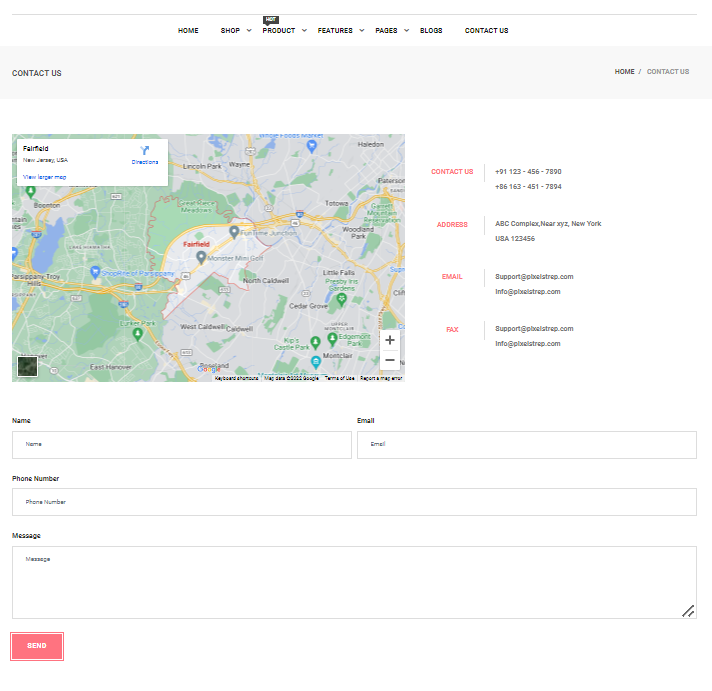 HOT
HOME SHOP PRODUCT FEATURES PAGES BLOGS CONTACT US
CONTACT US
HOME / CONTACT US
Fairfield
New Jersey, USA
Directions
View larger map
Whole Foods Market
Haledon
Lincoln Park
Wayne
Paterson
Boonton
Great Piece
Meadows
Totowa
Garret
Mountain
Reservation
Woodland
Park
FunTime Junction
Fairfield
Monster Mini Golf
Parsippany-Troy
Hills
ShopRite of Parsippany
North Caldwell
Little Falls
Presby Iris
Gardens
Cedar Grove
Lurker Park
West Caldwell
Caldwell
UPPER
MONTCLAIR
Kip's
Castle Park
Edgemont
Park
Montclair
East Hanover
Roseland
Google
Keyboard shortcuts Map data ©2022 Google Terms of Use Report a map error
CONTACT US
+91 123 - 456 - 7890
+86 163 - 451 - 7894
ADDRESS
ABC Complex,Near xyz, New York
USA 123456
EMAIL
Support@pixelstrep.com
Info@pixelstrep.com
FAX
Support@pixelstrep.com
Info@pixelstrep.com
Name
Name
Email
Email
Phone Number
Phone Number
Message
Message
SEND